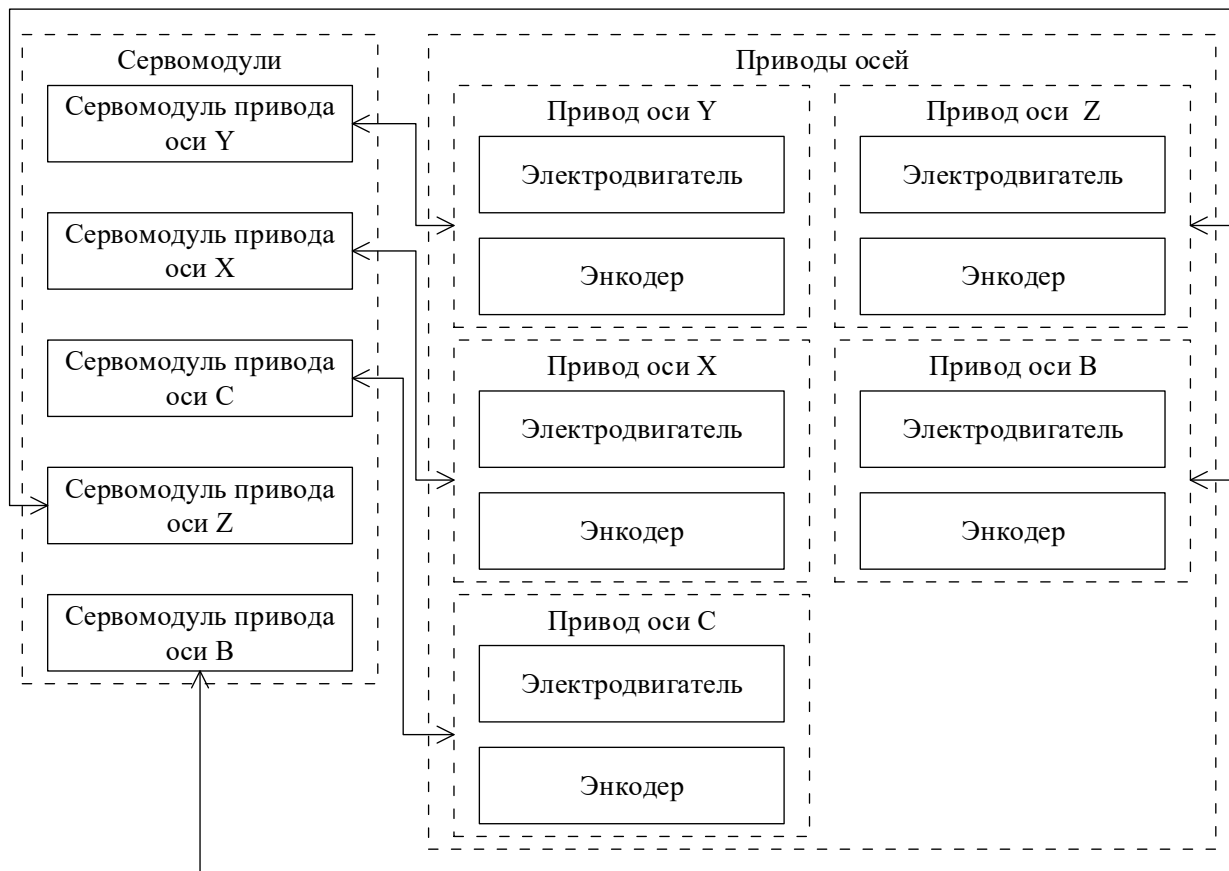 Сервомодули
Сервомодуль привода
оси Y
Сервомодуль привода
оси X
Сервомодуль привода
оси C
Сервомодуль привода
оси Z
Сервомодуль привода
оси B
Приводы осей
Привод оси Y
Электродвигатель
Энкодер
Привод оси Z
Электродвигатель
Энкодер
Привод оси X
Электродвигатель
Энкодер
Привод оси B
Электродвигатель
Энкодер
Привод оси C
Электродвигатель
Энкодер